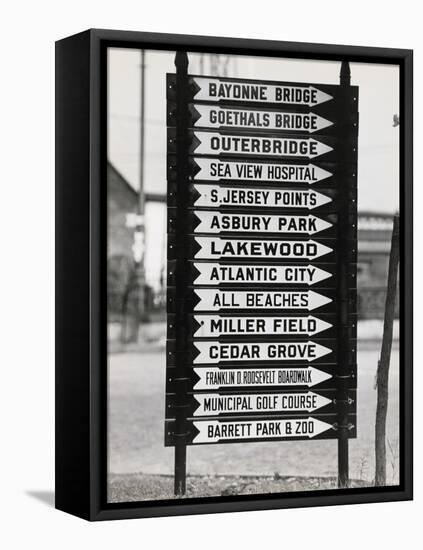 BAYONNE BRIDGE
GOETHALS BRIDGE
OUTERBRIDGE
SEA VIEW HOSPITAL
S. JERSEY POINTS
ASBURY PARK
LAKEWOOD
ATLANTIC CITY
ALL BEACHES
MILLER FIELD
CEDAR GROVE
FRANKLIN D. ROOSEVELT BOARDWALK
MUNICIPAL GOLF COURSE
BARRETT PARK & ZOO